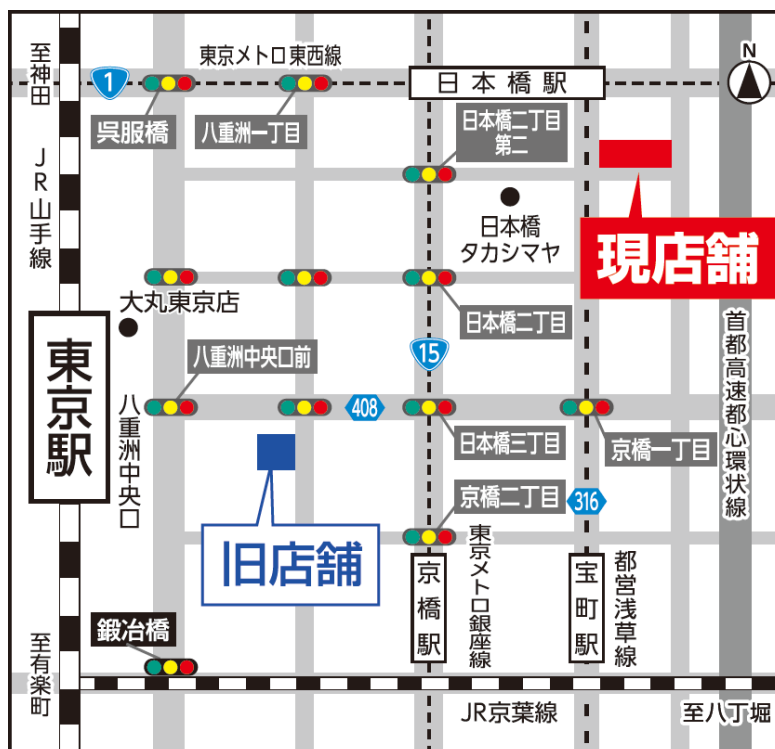 至神田
1
東京メトロ東西線
日本橋駅
N
呉服橋
八重洲一丁目
日本橋二丁目
第二
JR山手線
日本橋
タカシマヤ
現店舗
大丸東京店
日本橋二丁目
15
首都高速都心環状線
東京駅
八重洲中央口前
八重洲中央口
408
日本橋三丁目
京橋一丁目
旧店舗
京橋二丁目
316
東京メトロ銀座線
京橋駅
宝町駅
都営浅草線
鍛冶橋
至有楽町
JR京葉線
至八丁堀